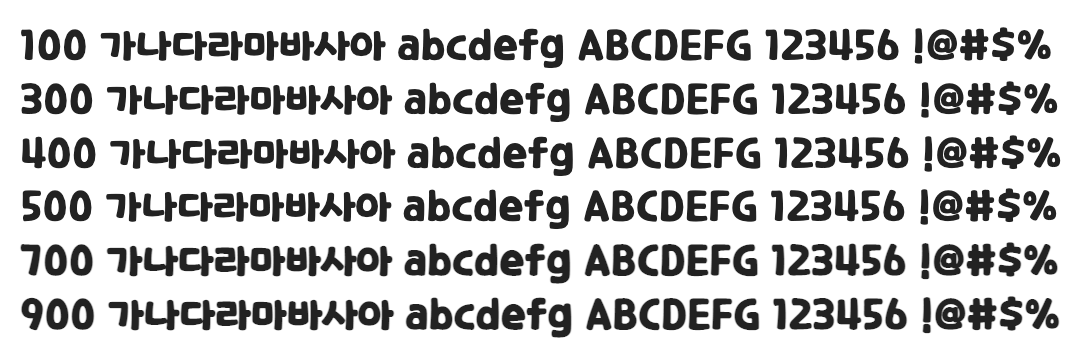 100 가나다라마바사아 abcdefg ABCDEFG 123456 !@#$%
300 가나다라마바사아 abcdefg ABCDEFG 123456 !@#$%
400 가나다라마바사아 abcdefg ABCDEFG 123456 !@#$%
500 가나다라마바사아 abcdefg ABCDEFG 123456 !@#$%
700 가나다라마바사아 abcdefg ABCDEFG 123456 !@#$%
900 가나다라마바사아 abcdefg ABCDEFG 123456 !@#$%